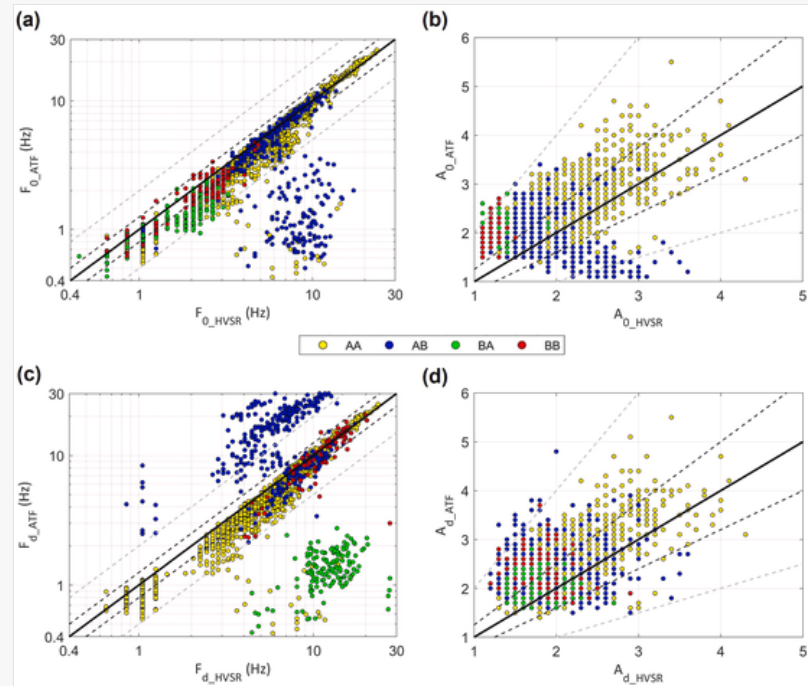 (a)
30
10
1
0.4
F0_ATF (Hz)
0.4
1
10
30
F0_HVSR (Hz)
(b)
6
5
4
3
2
1
A0_ATF
1
2
3
4
5
A0_HVSR
AA AB BA BB
(c)
30
10
1
0.4
Fd_ATF (Hz)
0.4
1
10
30
Fd_HVSR (Hz)
(d)
6
5
4
3
2
1
Ad_ATF
1
2
3
4
5
Ad_HVSR